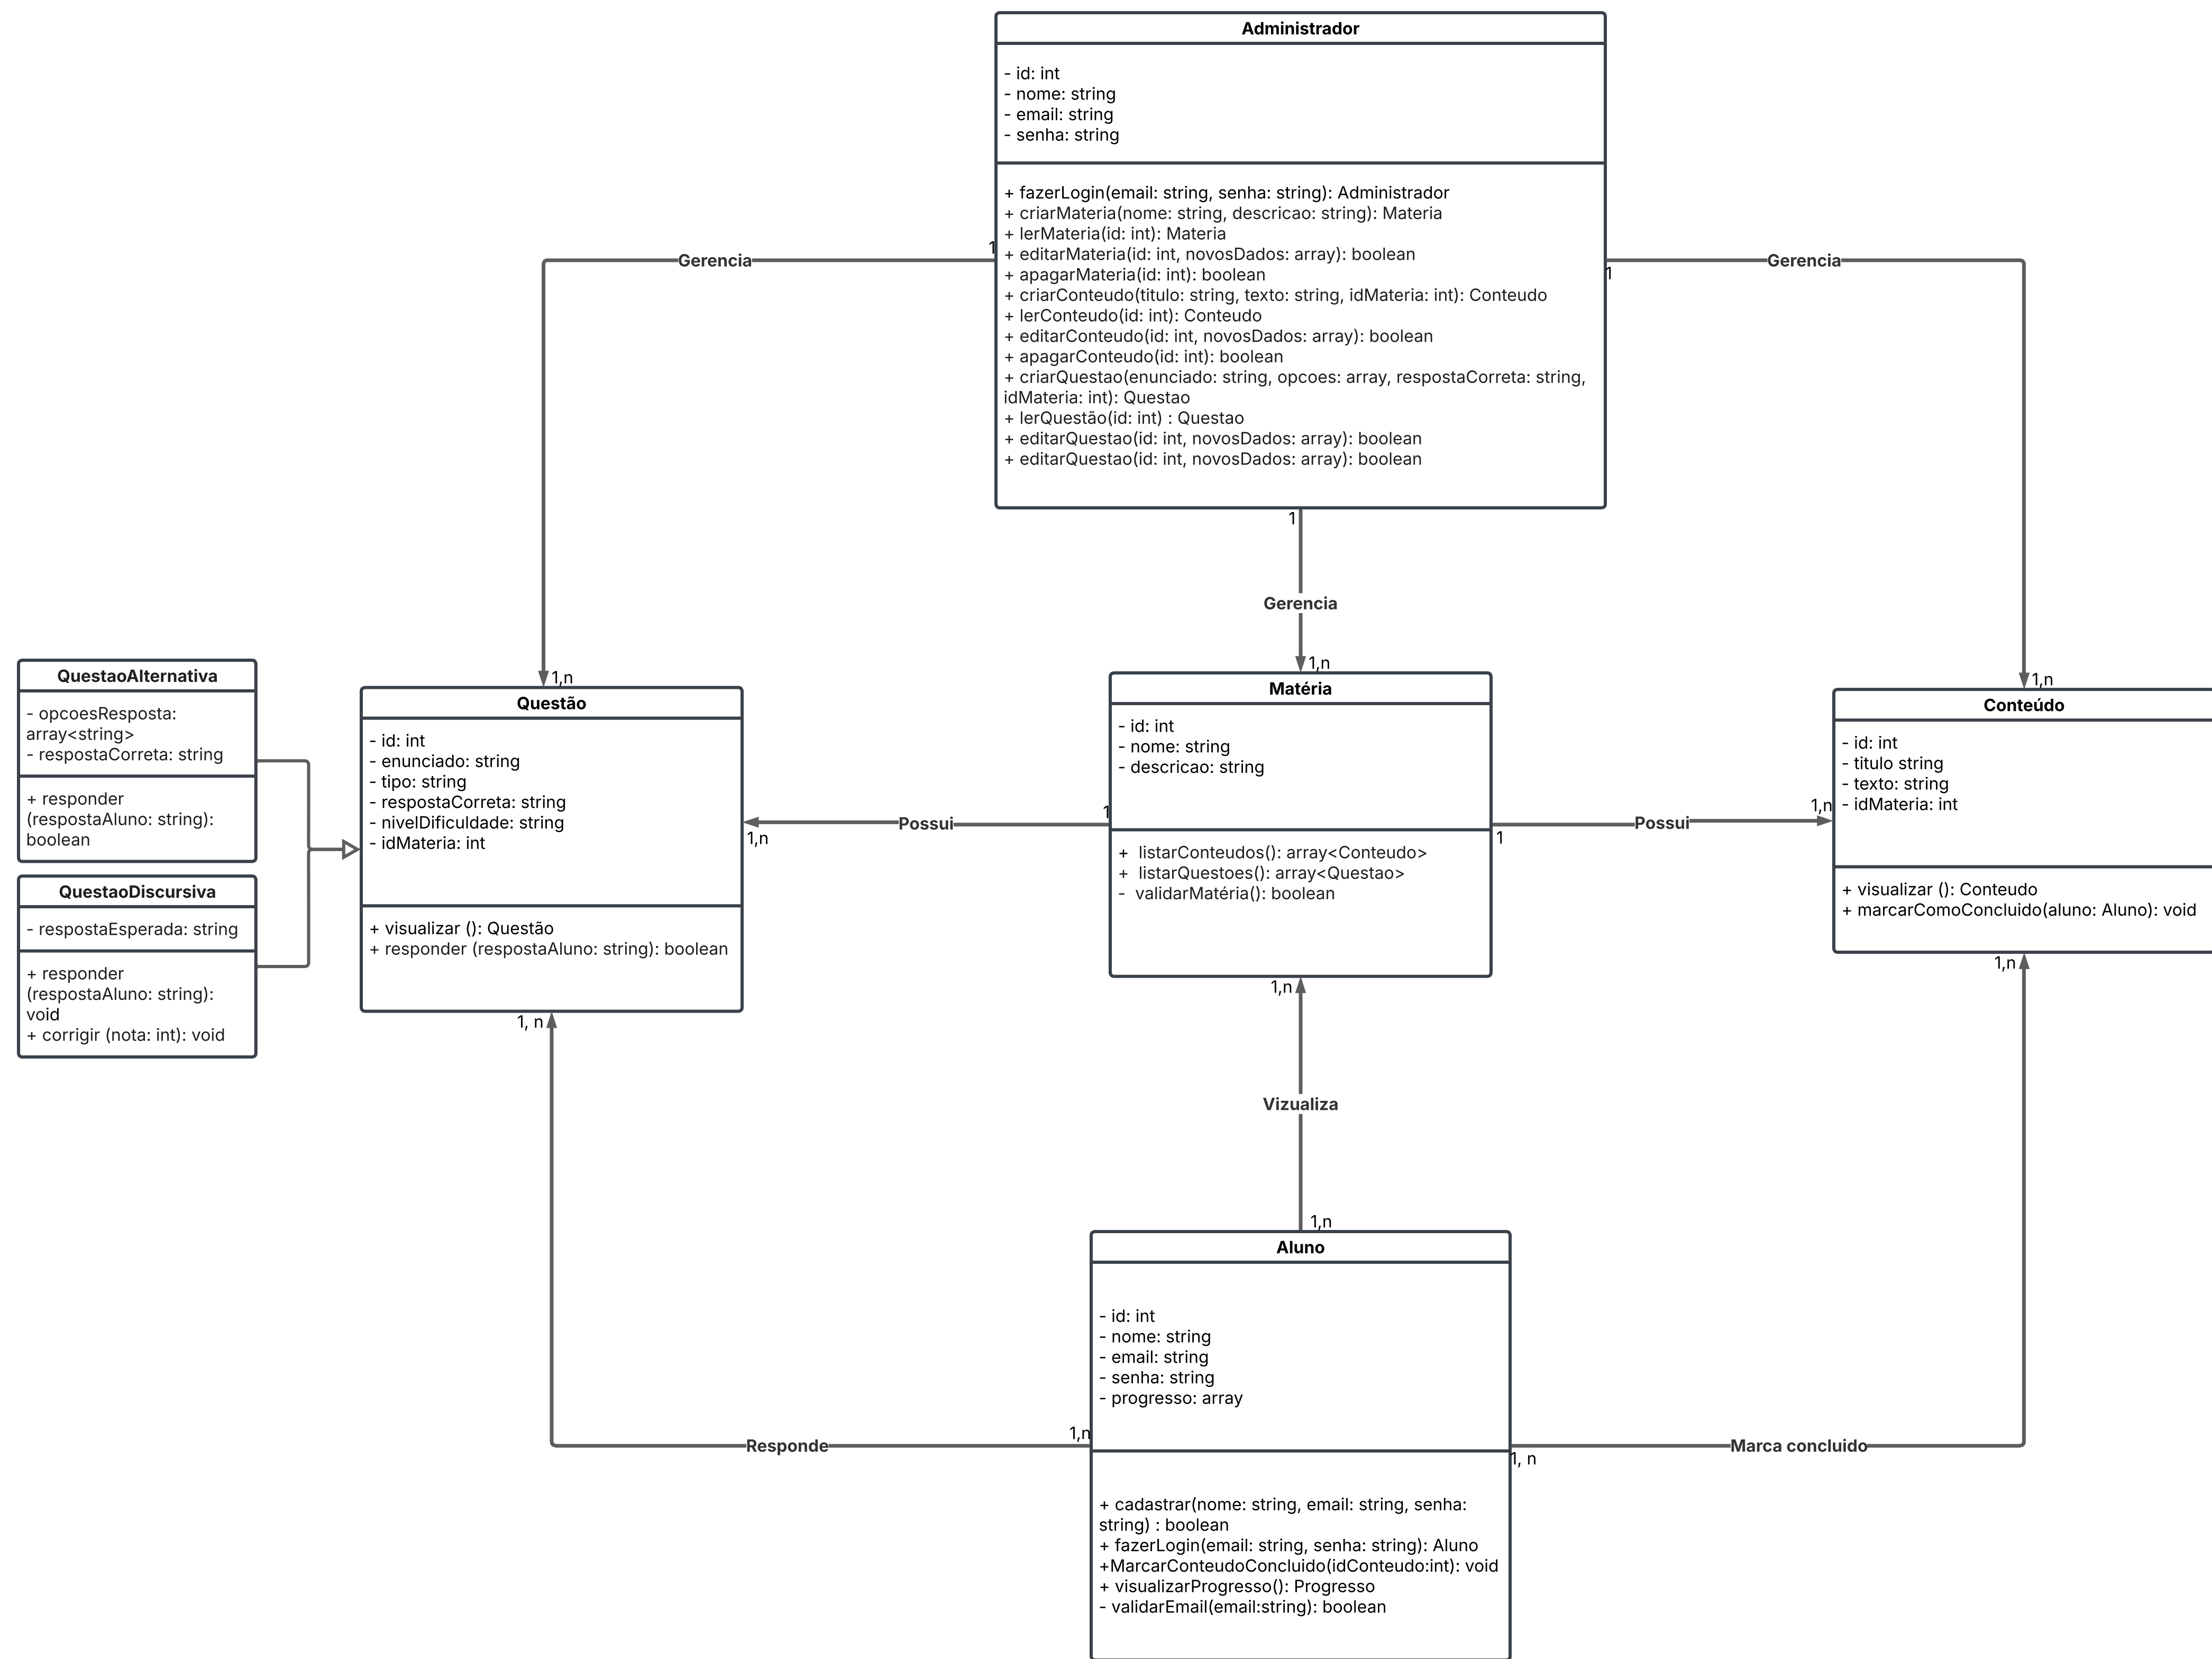 Administrador
- id: int
- nome: string
- email: string
- senha: string
+ fazerLogin(email: string, senha: string): Administrador
+ criarMateria(nome: string, descricao: string): Materia
+ lerMateria(id: int): Materia
+ editarMateria(id: int, novosDados: array): boolean
+ apagarMateria(id: int): boolean
+ criarConteudo(titulo: string, texto: string, idMateria: int): Conteudo
+ lerConteudo(id: int): Conteudo
+ editarConteudo(id: int, novosDados: array): boolean
+ apagarConteudo(id: int): boolean
+ criarQuestao(enunciado: string, opcoes: array, respostaCorreta: string,
idMateria: int): Questao
+ lerQuestão(id: int) : Questao
+ editarQuestao(id: int, novosDados: array): boolean
+ editarQuestao(id: int, novosDados: array): boolean
1
Gerencia
1,n
1
Gerencia
1,n
1
Gerencia
1,n
QuestaoAlternativa
- opcoesResposta:
array<string>
- respostaCorreta: string
+ responder
(respostaAluno: string):
boolean
QuestaoDiscursiva
- respostaEsperada: string
+ responder
(respostaAluno: string):
void
+ corrigir (nota: int): void
Questão
- id: int
- enunciado: string
- tipo: string
- respostaCorreta: string
- nivelDificuldade: string
- idMateria: int
+ visualizar (): Questão
+ responder (respostaAluno: string): boolean
1,n
Possui
1
Matéria
- id: int
- nome: string
- descricao: string
+ listarConteudos(): array<Conteudo>
+ listarQuestoes(): array<Questao>
- validarMatéria(): boolean
1
Possui
1,n
Conteúdo
- id: int
- titulo string
- texto: string
- idMateria: int
+ visualizar (): Conteudo
+ marcarComoConcluido(aluno: Aluno): void
1, n
Responde
1,n
1,n
Vizualiza
1,n
1,n
Marca concluido
1, n
Aluno
- id: int
- nome: string
- email: string
- senha: string
- progresso: array
+ cadastrar(nome: string, email: string, senha:
string) : boolean
+ fazerLogin(email: string, senha: string): Aluno
+MarcarConteudoConcluido(idConteudo:int): void
+ visualizarProgresso(): Progresso
- validarEmail(email:string): boolean